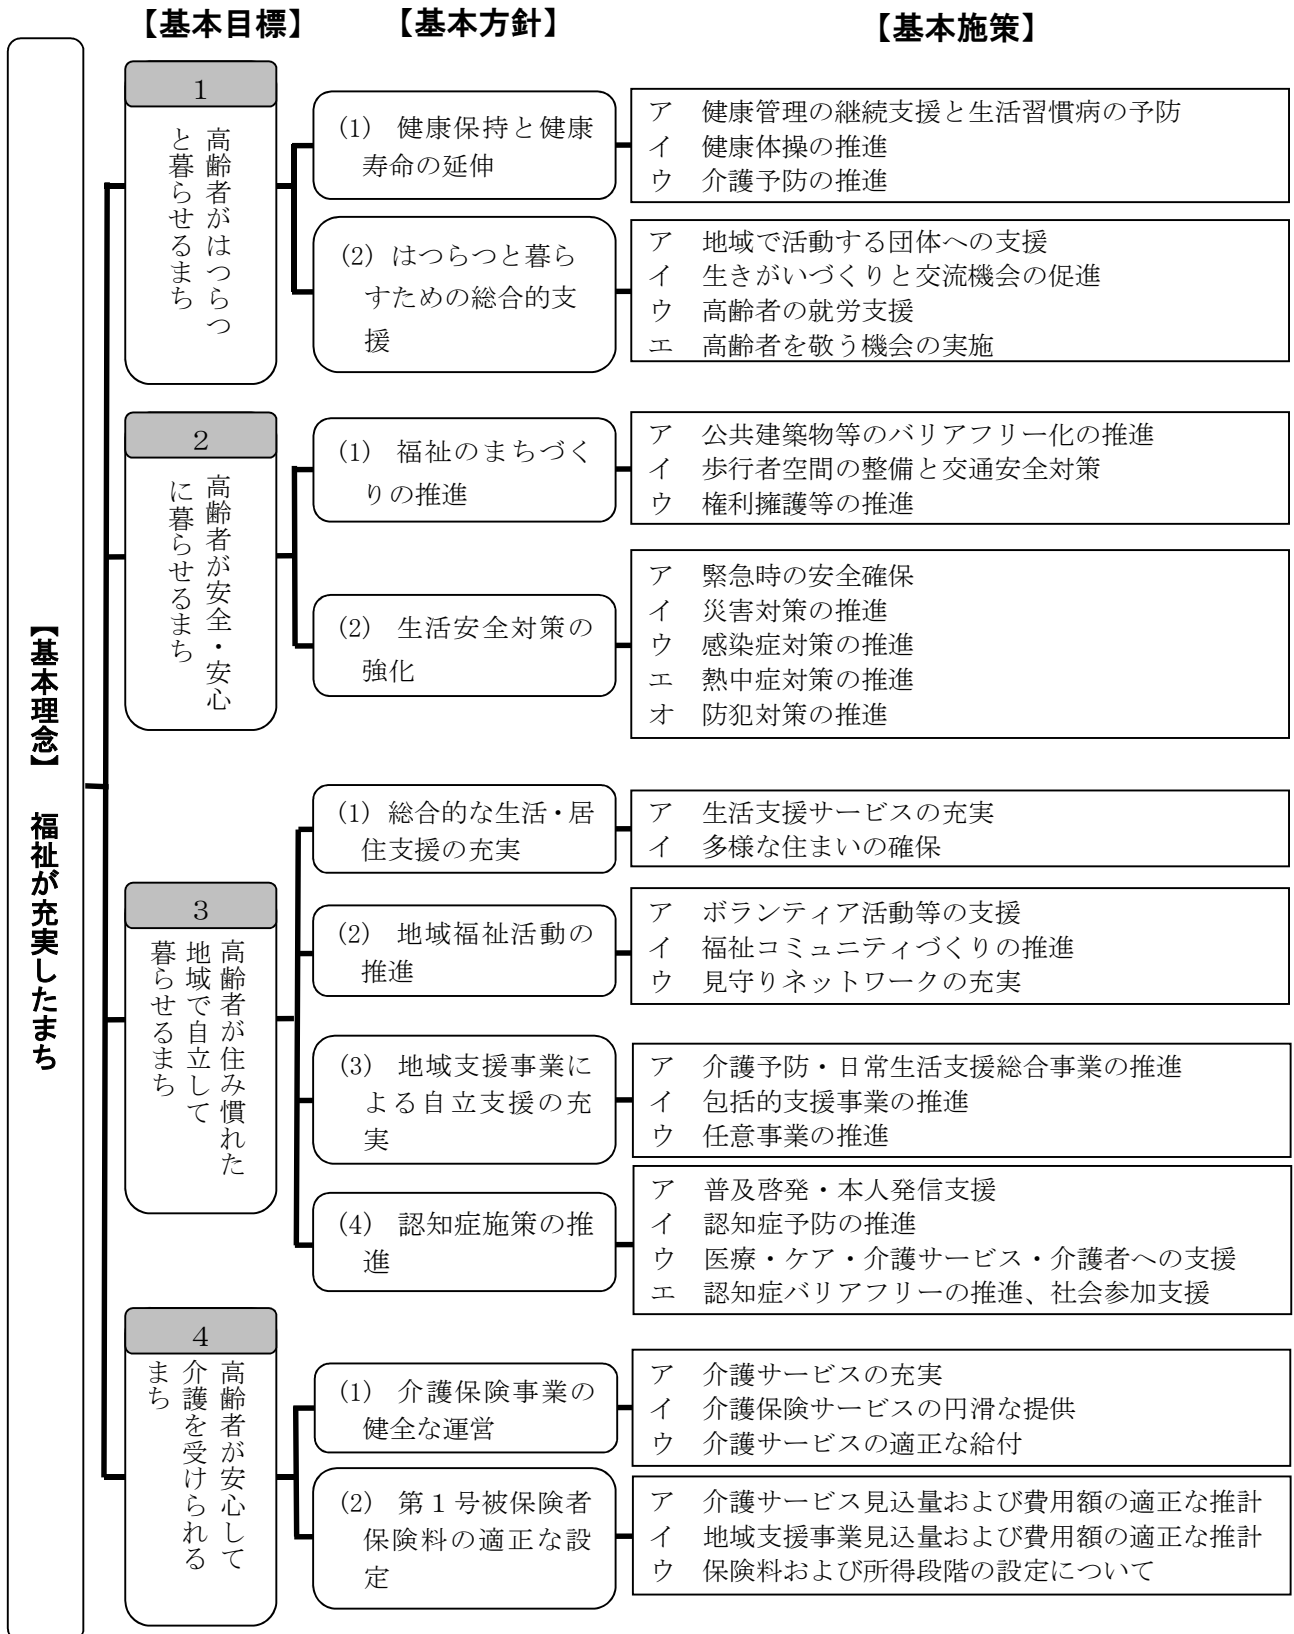 【基本目標】
【基本方針】
【基本施策】
【基本理念】 福祉が充実したまち
1
高齢者がはつらつ
と暮らせるまち
(1) 健康保持と健康
寿命の延伸
ア 健康管理の継続支援と生活習慣病の予防
イ 健康体操の推進
ウ 介護予防の推進
(2) はつらつと暮ら
すための総合的支
援
ア 地域で活動する団体への支援
イ 生きがいづくりと交流機会の促進
ウ 高齢者の就労支援
エ 高齢者を敬う機会の実施
2
高齢者が安全・安心
に暮らせるまち
(1) 福祉のまちづく
りの推進
ア 公共建築物等のバリアフリー化の推進
イ 歩行者空間の整備と交通安全対策
ウ 権利擁護等の推進
(2) 生活安全対策の
強化
ア 緊急時の安全確保
イ 災害対策の推進
ウ 感染症対策の推進
エ 熱中症対策の推進
オ 防犯対策の推進
3
高齢者が住み慣れた
地域で自立して
暮らせるまち
(1) 総合的な生活・居
住支援の充実
ア 生活支援サービスの充実
イ 多様な住まいの確保
(2) 地域福祉活動の
推進
ア ボランティア活動等の支援
イ 福祉コミュニティづくりの推進
ウ 見守りネットワークの充実
(3) 地域支援事業に
よる自立支援の充
実
ア 介護予防・日常生活支援総合事業の推進
イ 包括的支援事業の推進
ウ 任意事業の推進
(4) 認知症施策の推
進
ア 普及啓発・本人発信支援
イ 認知症予防の推進
ウ 医療・ケア・介護サービス・介護者への支援
エ 認知症バリアフリーの推進、社会参加支援
4
高齢者が安心して
介護を受けられる
まち
(1) 介護保険事業の
健全な運営
ア 介護サービスの充実
イ 介護保険サービスの円滑な提供
ウ 介護サービスの適正な給付
(2) 第1号被保険者
保険料の適正な設
定
ア 介護サービス見込量および費用額の適正な推計
イ 地域支援事業見込量および費用額の適正な推計
ウ 保険料および所得段階の設定について